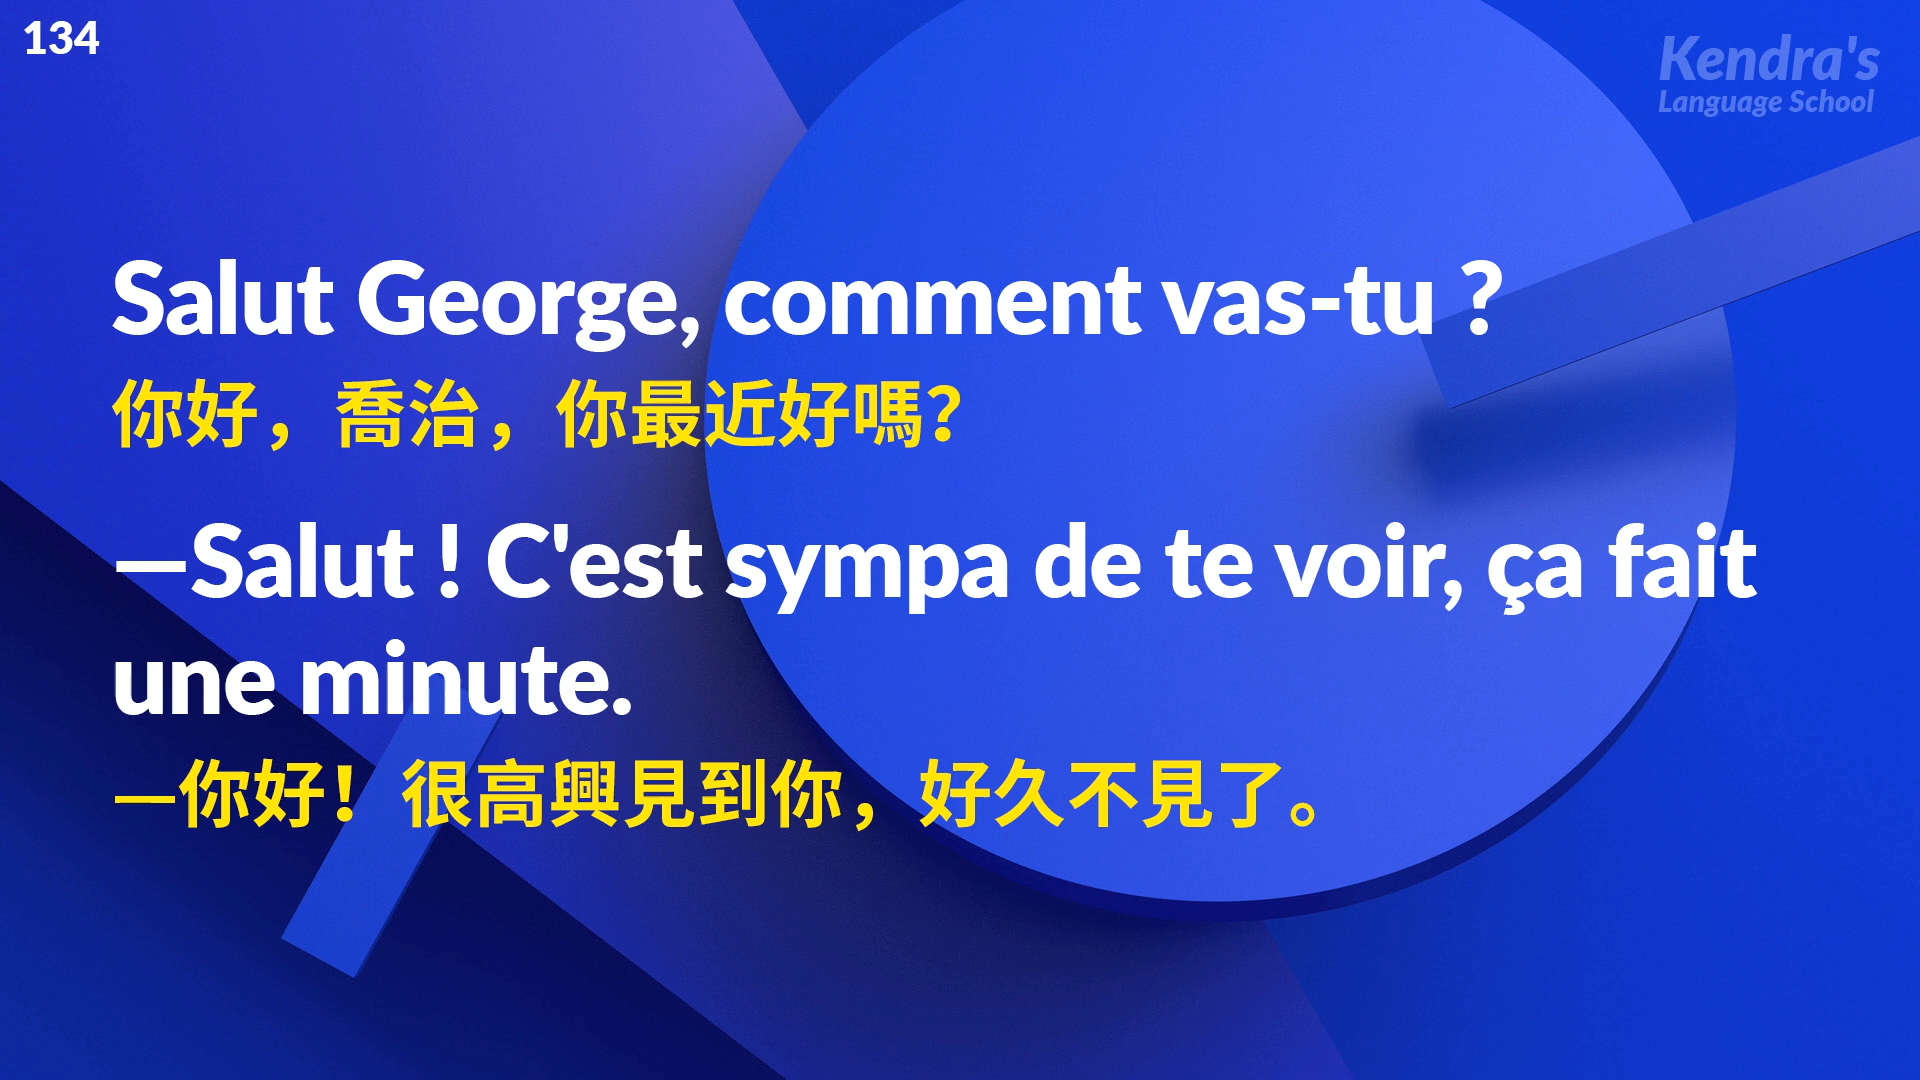 134
Kendra's
Language School
Salut George, comment vas-tu ?
你好，喬治，你最近好嗎？
—Salut ! C'est sympa de te voir, ça fait
une minute.
—你好！很高興見到你，好久不見了。